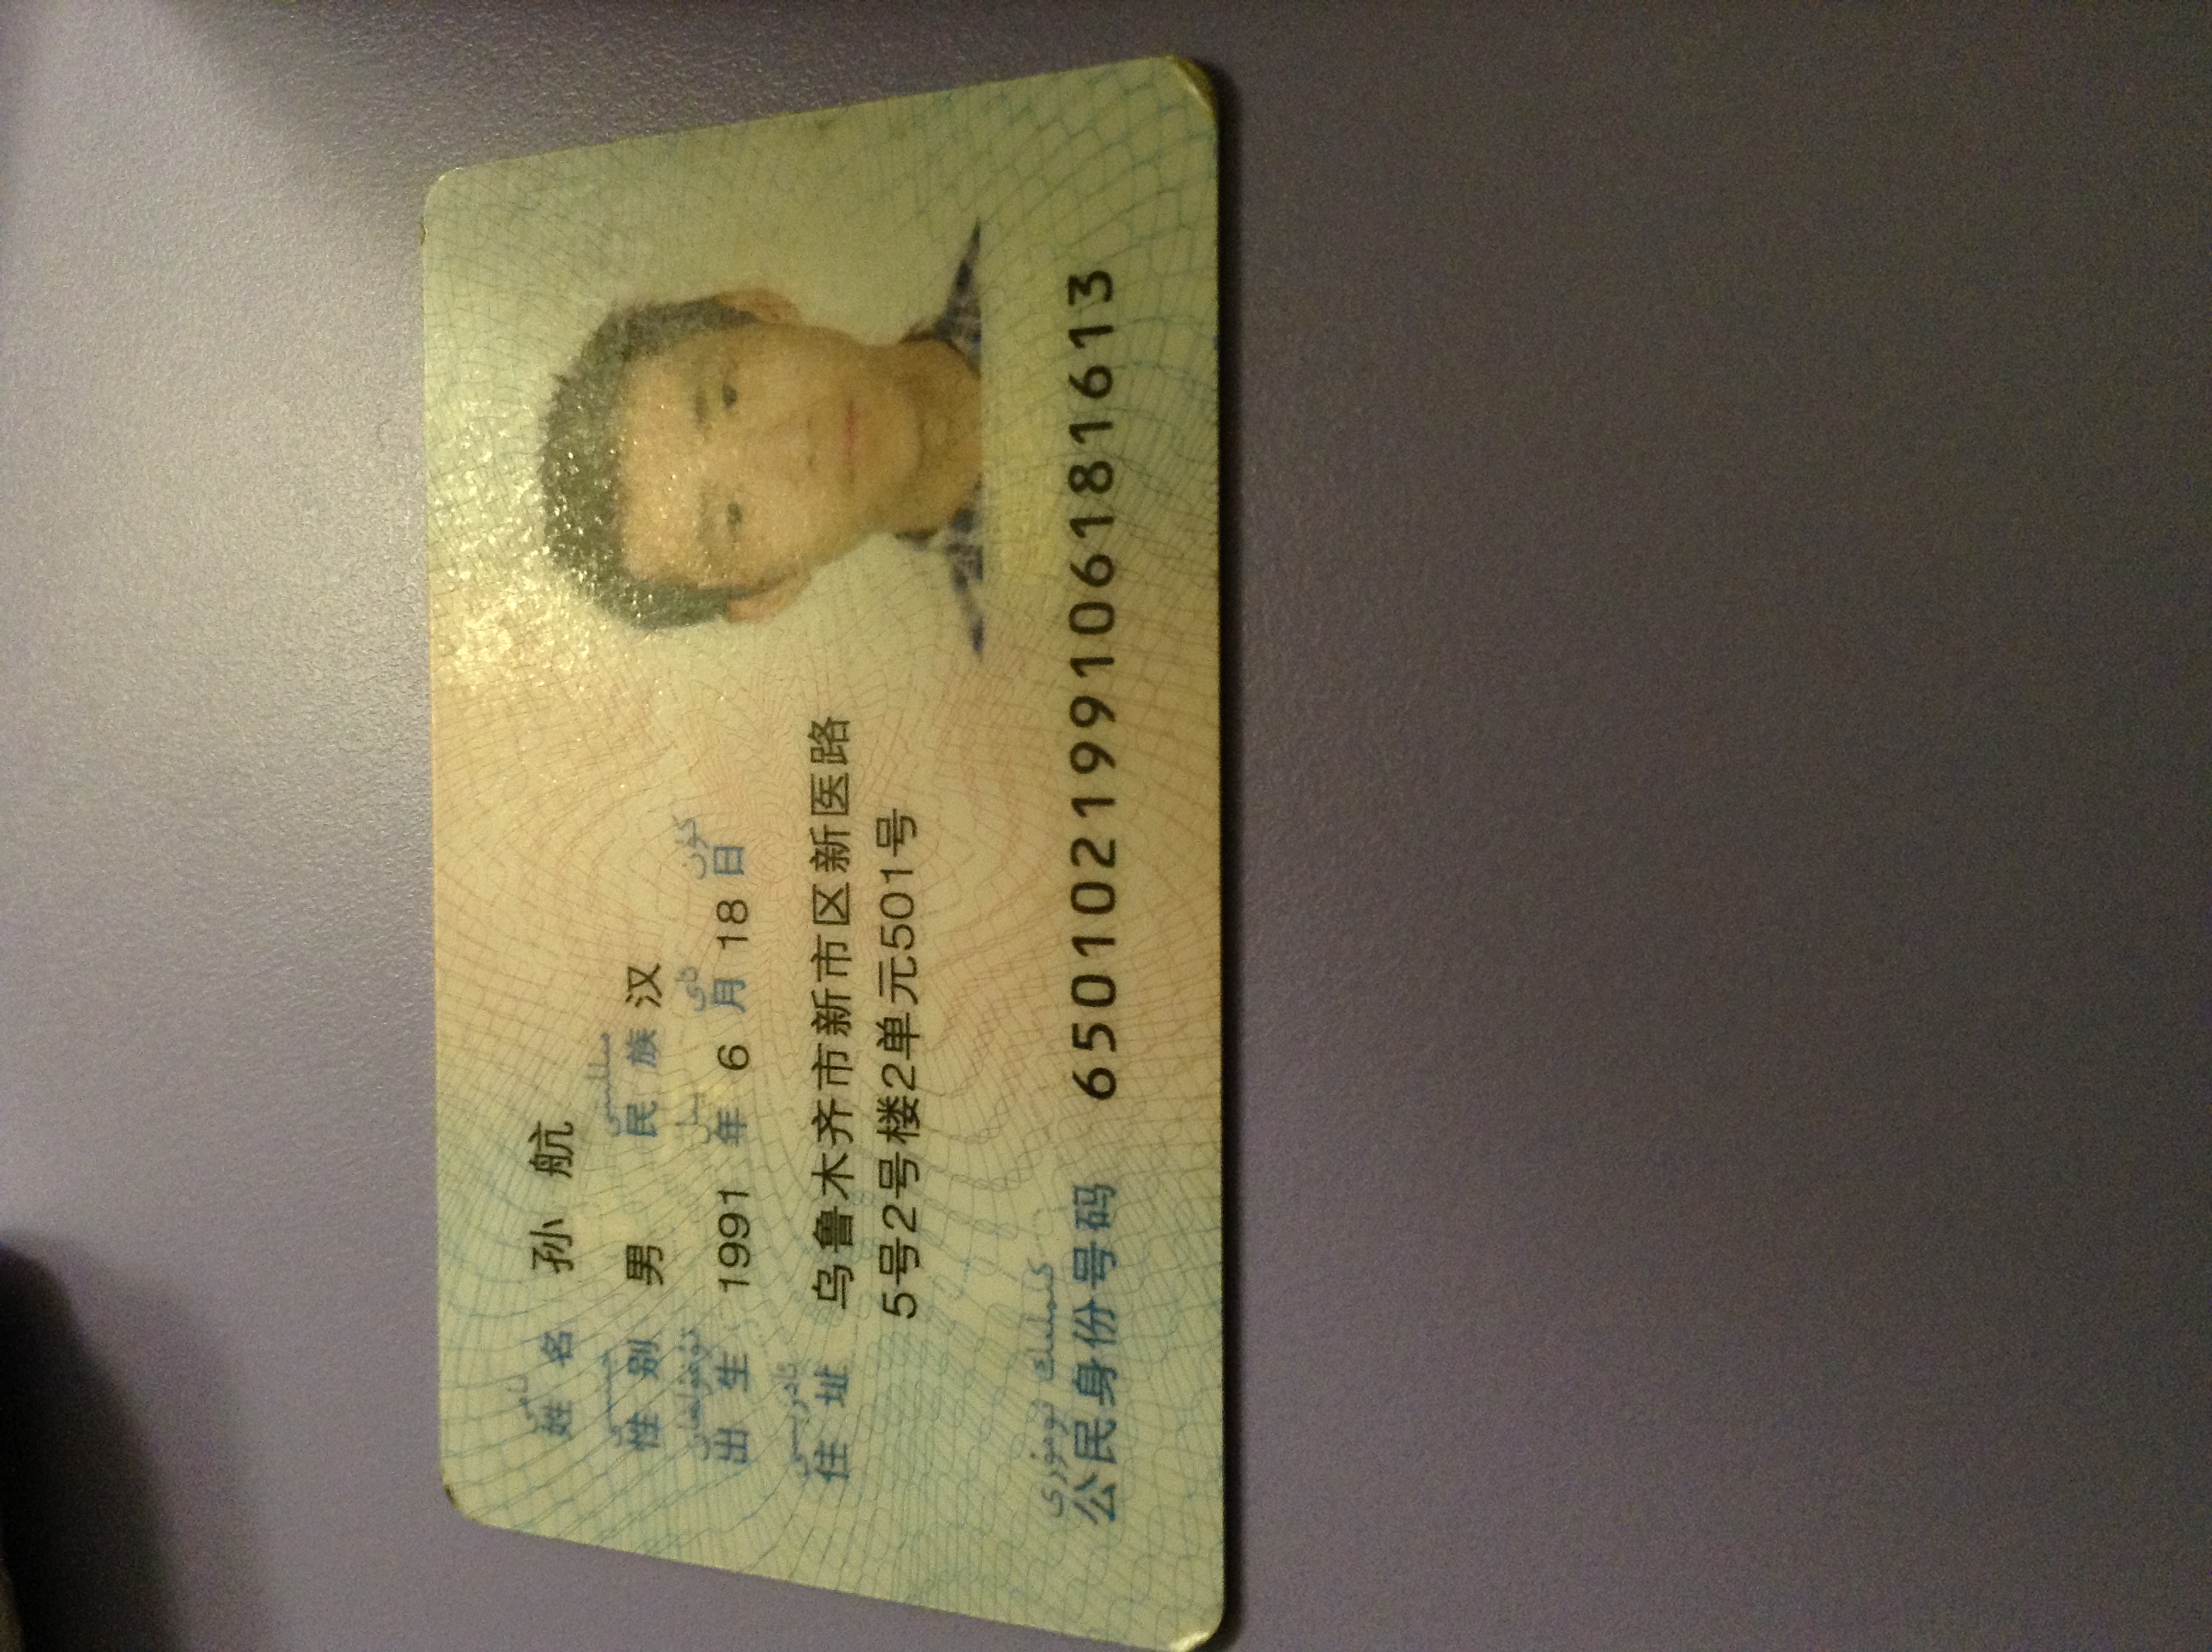 نامى
姓 名 孙 航
جىنسى مىللىتى
性 别 男 民 族 汉
تۇغۇلغان يىل ئاي كۈن
出 生 1991 年 6 月 18 日
ئادرېسى
住 址 乌鲁木齐市新市区新医路
5号2号楼2单元501号
كىملىك نومۇرى
公民身份号码 650102199106181613